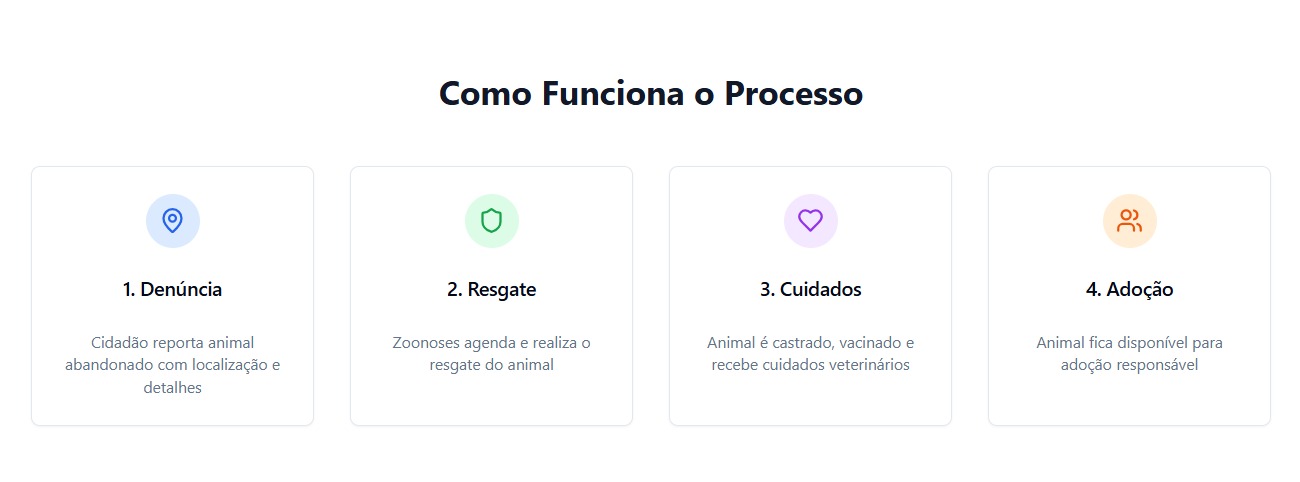 Como Funciona o Processo
1. Denúncia
Cidadão reporta animal
abandonado com localização e
detalhes
2. Resgate
Zoonoses agenda e realiza o
resgate do animal
3. Cuidados
Animal é castrado, vacinado e
recebe cuidados veterinários
4. Adoção
Animal fica disponível para
adoção responsável